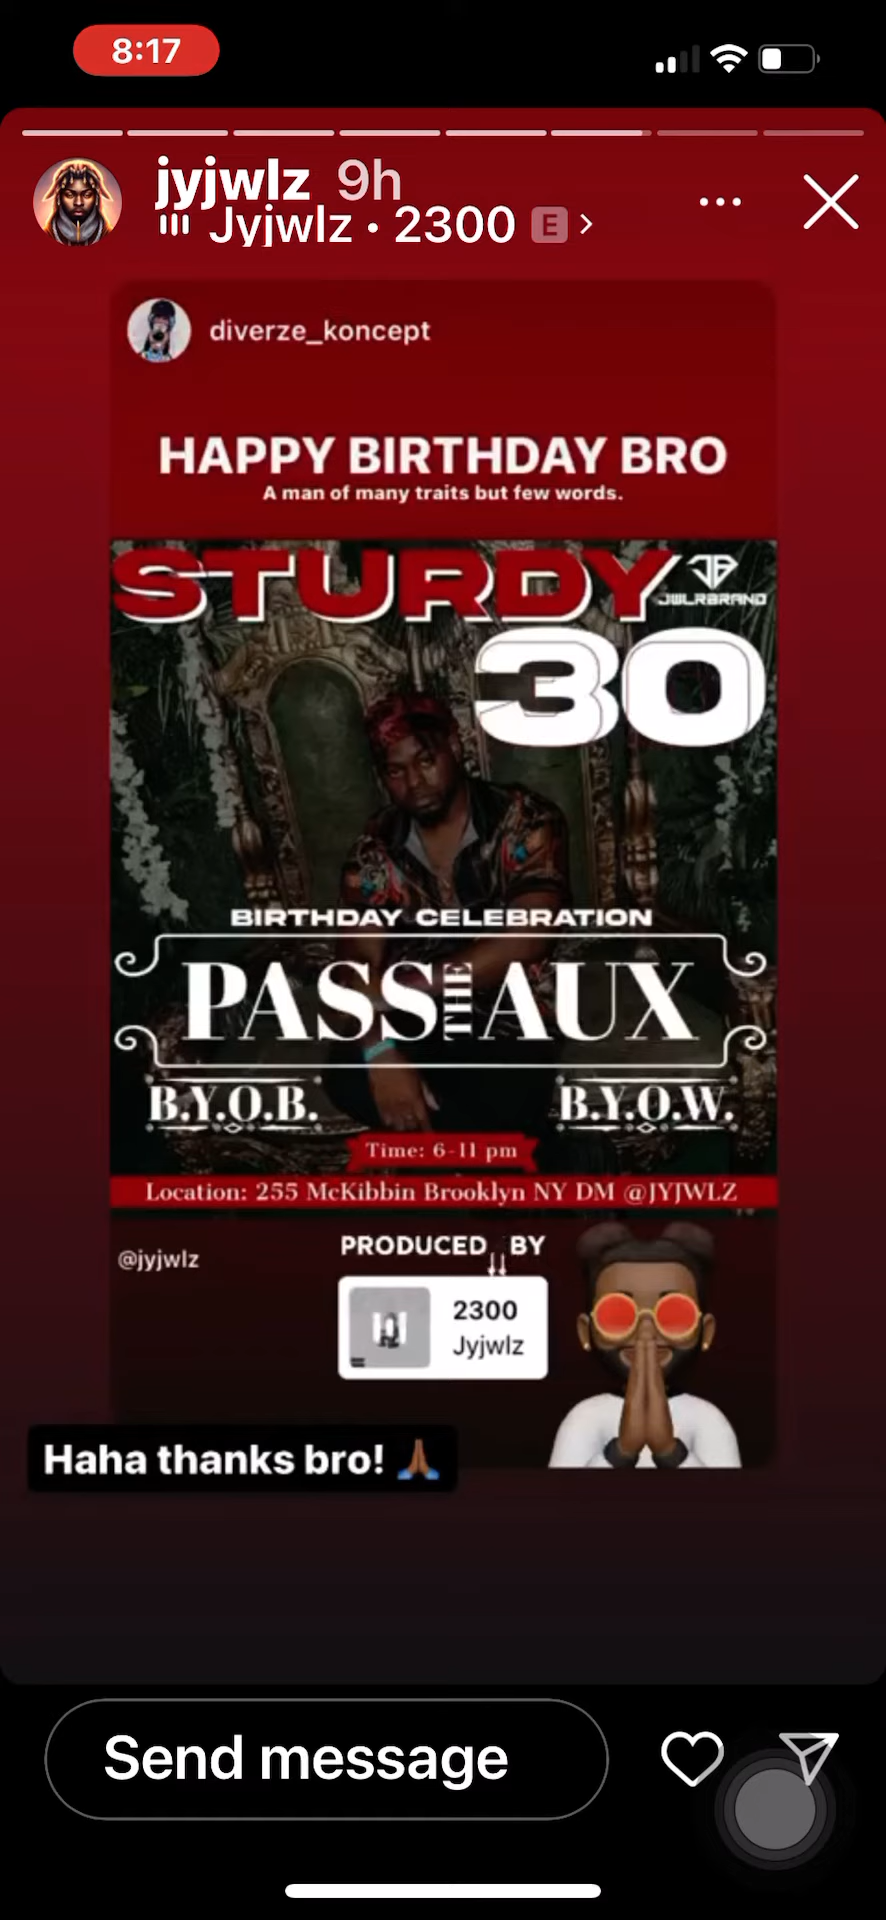 8:17
jyjwlz 9h
Jyjwlz • 2300 E >
diverze_koncept
HAPPY BIRTHDAY BRO
A man of many traits but few words.
STURDY
JWLRBRAND
30
BIRTHDAY CELEBRATION
PASS THE AUX
B.Y.O.B. B.Y.O.W.
Time: 6-11 pm
Location: 255 McKibbin Brooklyn NY DM @JYJWLZ
@jyjwlz
PRODUCED BY
2300
Jyjwlz
Haha thanks bro! 🙏🏾
Send message